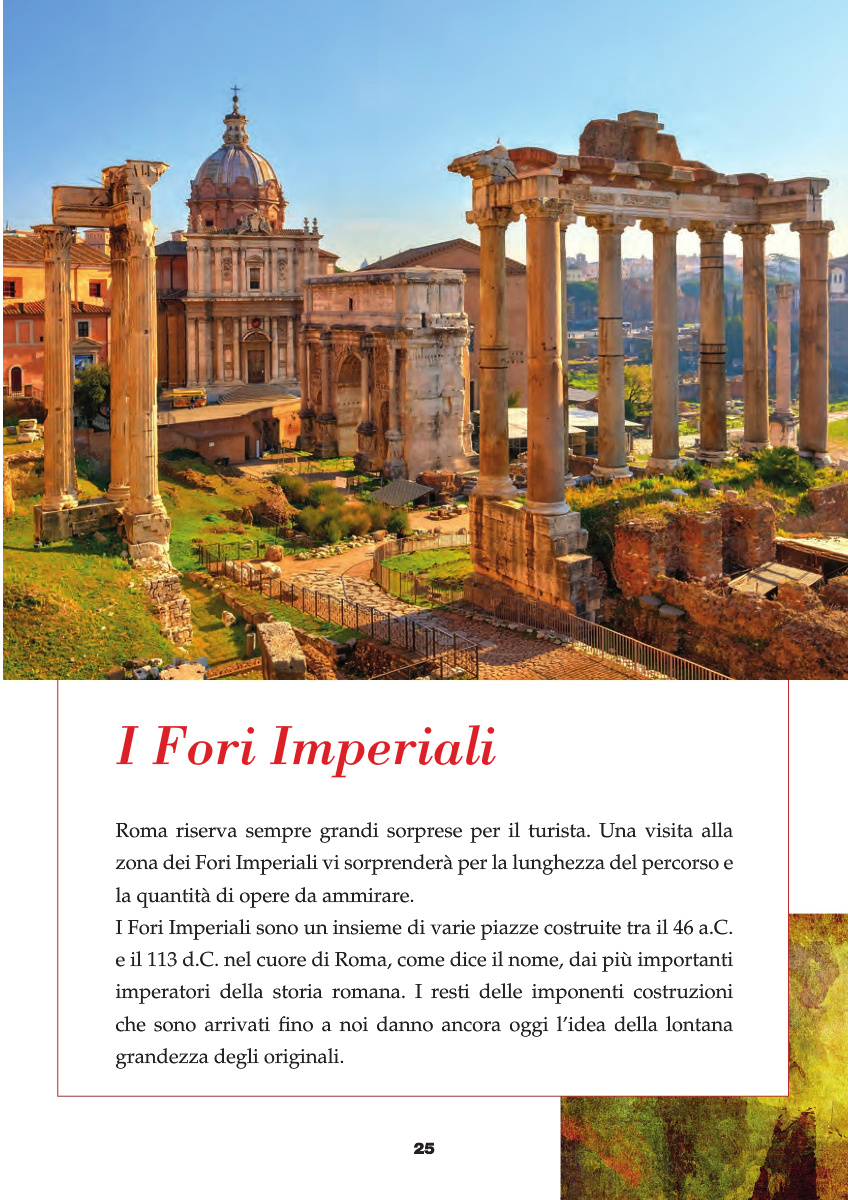 I Fori Imperiali
Roma riserva sempre grandi sorprese per il turista. Una visita alla
zona dei Fori Imperiali vi sorprenderà per la lunghezza del percorso e
la quantità di opere da ammirare.
I Fori Imperiali sono un insieme di varie piazze costruite tra il 46 a.C.
e il 113 d.C. nel cuore di Roma, come dice il nome, dai più importanti
imperatori della storia romana. I resti delle imponenti costruzioni
che sono arrivati fino a noi danno ancora oggi l’idea della lontana
grandezza degli originali.
25